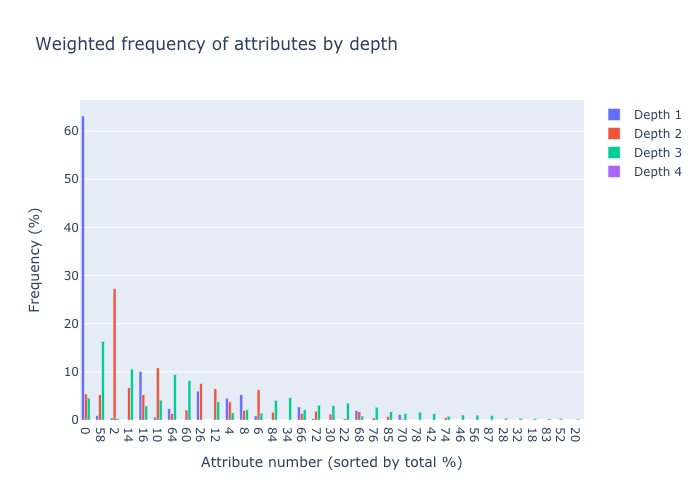 Weighted frequency of attributes by depth
Depth 1
Depth 2
Depth 3
Depth 4
Frequency (%)
60
50
40
30
20
10
0
0 58 2 14 16 10 64 60 26 12 4 8 6 84 34 66 72 30 22 68 76 85 70 78 42 74 46 56 87 28 32 18 83 52 20
Attribute number (sorted by total %)